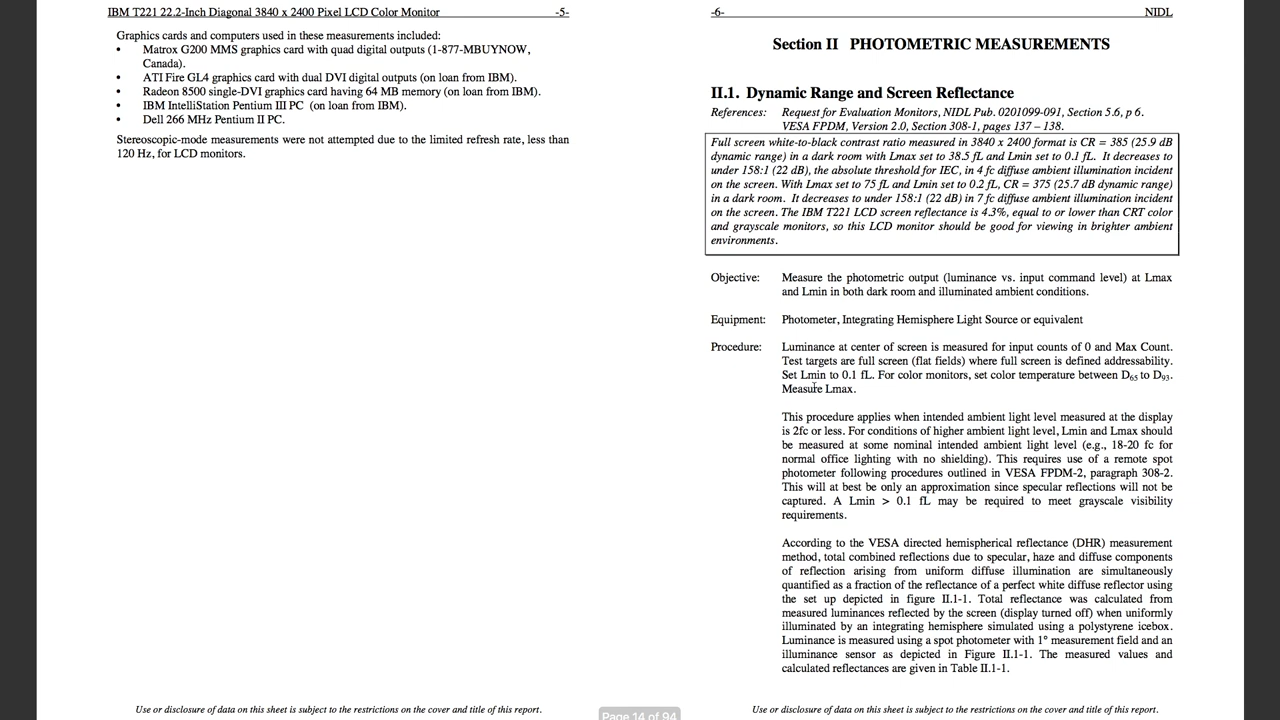 IBM T221 22.2-Inch Diagonal 3840 x 2400 Pixel LCD Color Monitor -5-
Graphics cards and computers used in these measurements included:
• Matrox G200 MMS graphics card with quad digital outputs (1-877-MBUYNOW,
Canada).
• ATI Fire GL4 graphics card with dual DVI digital outputs (on loan from IBM).
• Radeon 8500 single-DVI graphics card having 64 MB memory (on loan from IBM).
• IBM IntelliStation Pentium III PC (on loan from IBM).
• Dell 266 MHz Pentium II PC.
Stereoscopic-mode measurements were not attempted due to the limited refresh rate, less than
120 Hz, for LCD monitors.
Use or disclosure of data on this sheet is subject to the restrictions on the cover and title of this report.
-6- NIDL
Section II PHOTOMETRIC MEASUREMENTS
II.1. Dynamic Range and Screen Reflectance
References: Request for Evaluation Monitors, NIDL Pub. 0201099-091, Section 5.6, p 6.
VESA FPDM, Version 2.0, Section 308-1, pages 137 – 138.
Full screen white-to-black contrast ratio measured in 3840 x 2400 format is CR = 385 (25.9 dB
dynamic range) in a dark room with Lmax set to 38.5 fL and Lmin set to 0.1 fL. It decreases to
under 158:1 (22 dB), the absolute threshold for IEC, in 4 fc diffuse ambient illumination incident
on the screen. With Lmax set to 75 fL and Lmin set to 0.2 fL, CR = 375 (25.7 dB dynamic range)
in a dark room. It decreases to under 158:1 (22 dB) in 7 fc diffuse ambient illumination incident
on the screen. The IBM T221 LCD screen reflectance is 4.3%, equal to or lower than CRT color
and grayscale monitors, so this LCD monitor should be good for viewing in brighter ambient
environments.
Objective: Measure the photometric output (luminance vs. input command level) at Lmax
and Lmin in both dark room and illuminated ambient conditions.
Equipment: Photometer, Integrating Hemisphere Light Source or equivalent
Procedure: Luminance at center of screen is measured for input counts of 0 and Max Count.
Test targets are full screen (flat fields) where full screen is defined addressability.
Set Lmin to 0.1 fL. For color monitors, set color temperature between D65 to D93.
Measure Lmax.
This procedure applies when intended ambient light level measured at the display
is 2fc or less. For conditions of higher ambient light level, Lmin and Lmax should
be measured at some nominal intended ambient light level (e.g., 18-20 fc for
normal office lighting with no shielding). This requires use of a remote spot
photometer following procedures outlined in VESA FPDM-2, paragraph 308-2.
This will at best be only an approximation since specular reflections will not be
captured. A Lmin > 0.1 fL may be required to meet grayscale visibility
requirements.
According to the VESA directed hemispherical reflectance (DHR) measurement
method, total combined reflections due to specular, haze and diffuse components
of reflection arising from uniform diffuse illumination are simultaneously
quantified as a fraction of the reflectance of a perfect white diffuse reflector using
the set up depicted in figure II.1-1. Total reflectance was calculated from
measured luminances reflected by the screen (display turned off) when uniformly
illuminated by an integrating hemisphere simulated using a polystyrene icebox.
Luminance is measured using a spot photometer with 1° measurement field and an
illuminance sensor as depicted in Figure II.1-1. The measured values and
calculated reflectances are given in Table II.1-1.
Use or disclosure of data on this sheet is subject to the restrictions on the cover and title of this report.
Page 14 of 94